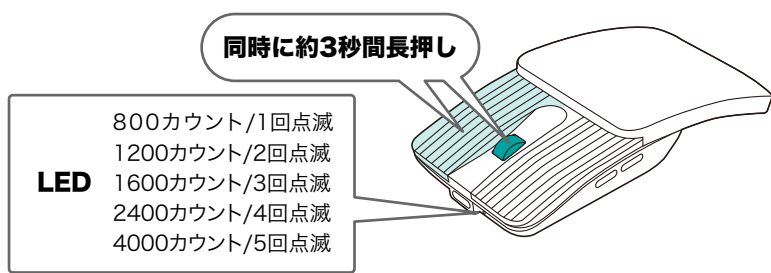 同時に約3秒間長押し
800カウント/1回点滅
1200カウント/2回点滅
LED 1600カウント/3回点滅
2400カウント/4回点滅
4000カウント/5回点滅